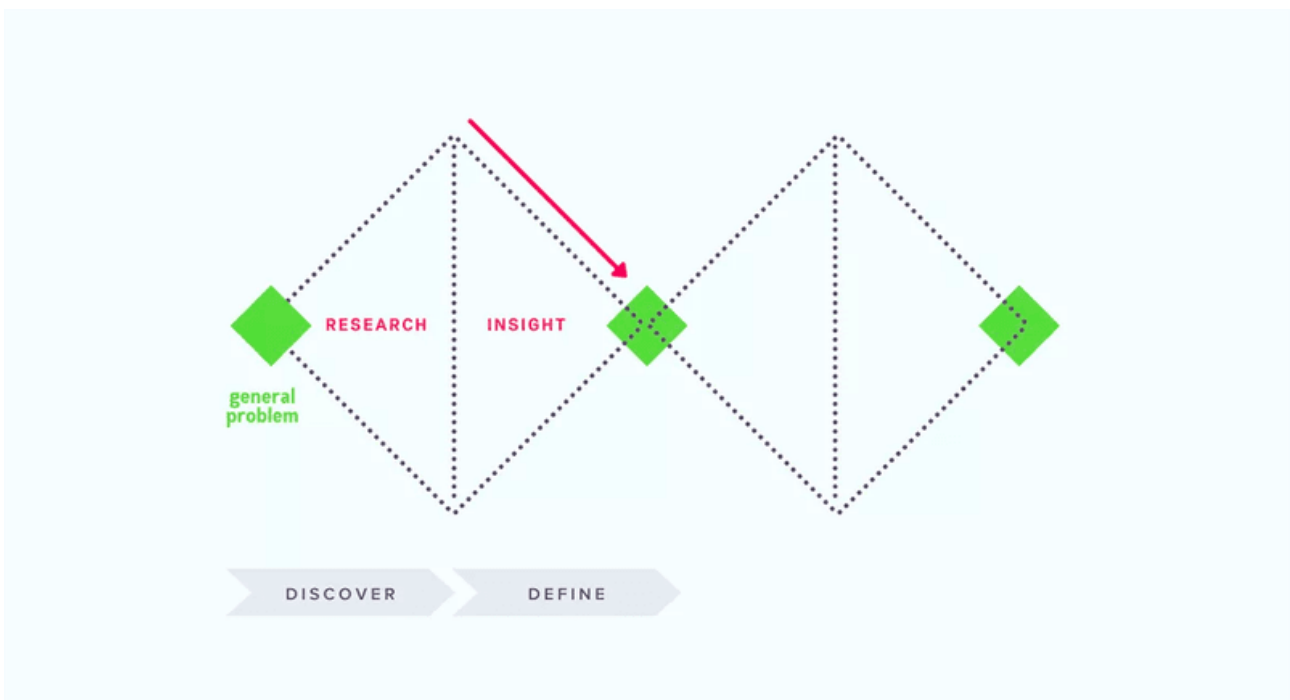 RESEARCH
INSIGHT
general
problem
DISCOVER
DEFINE